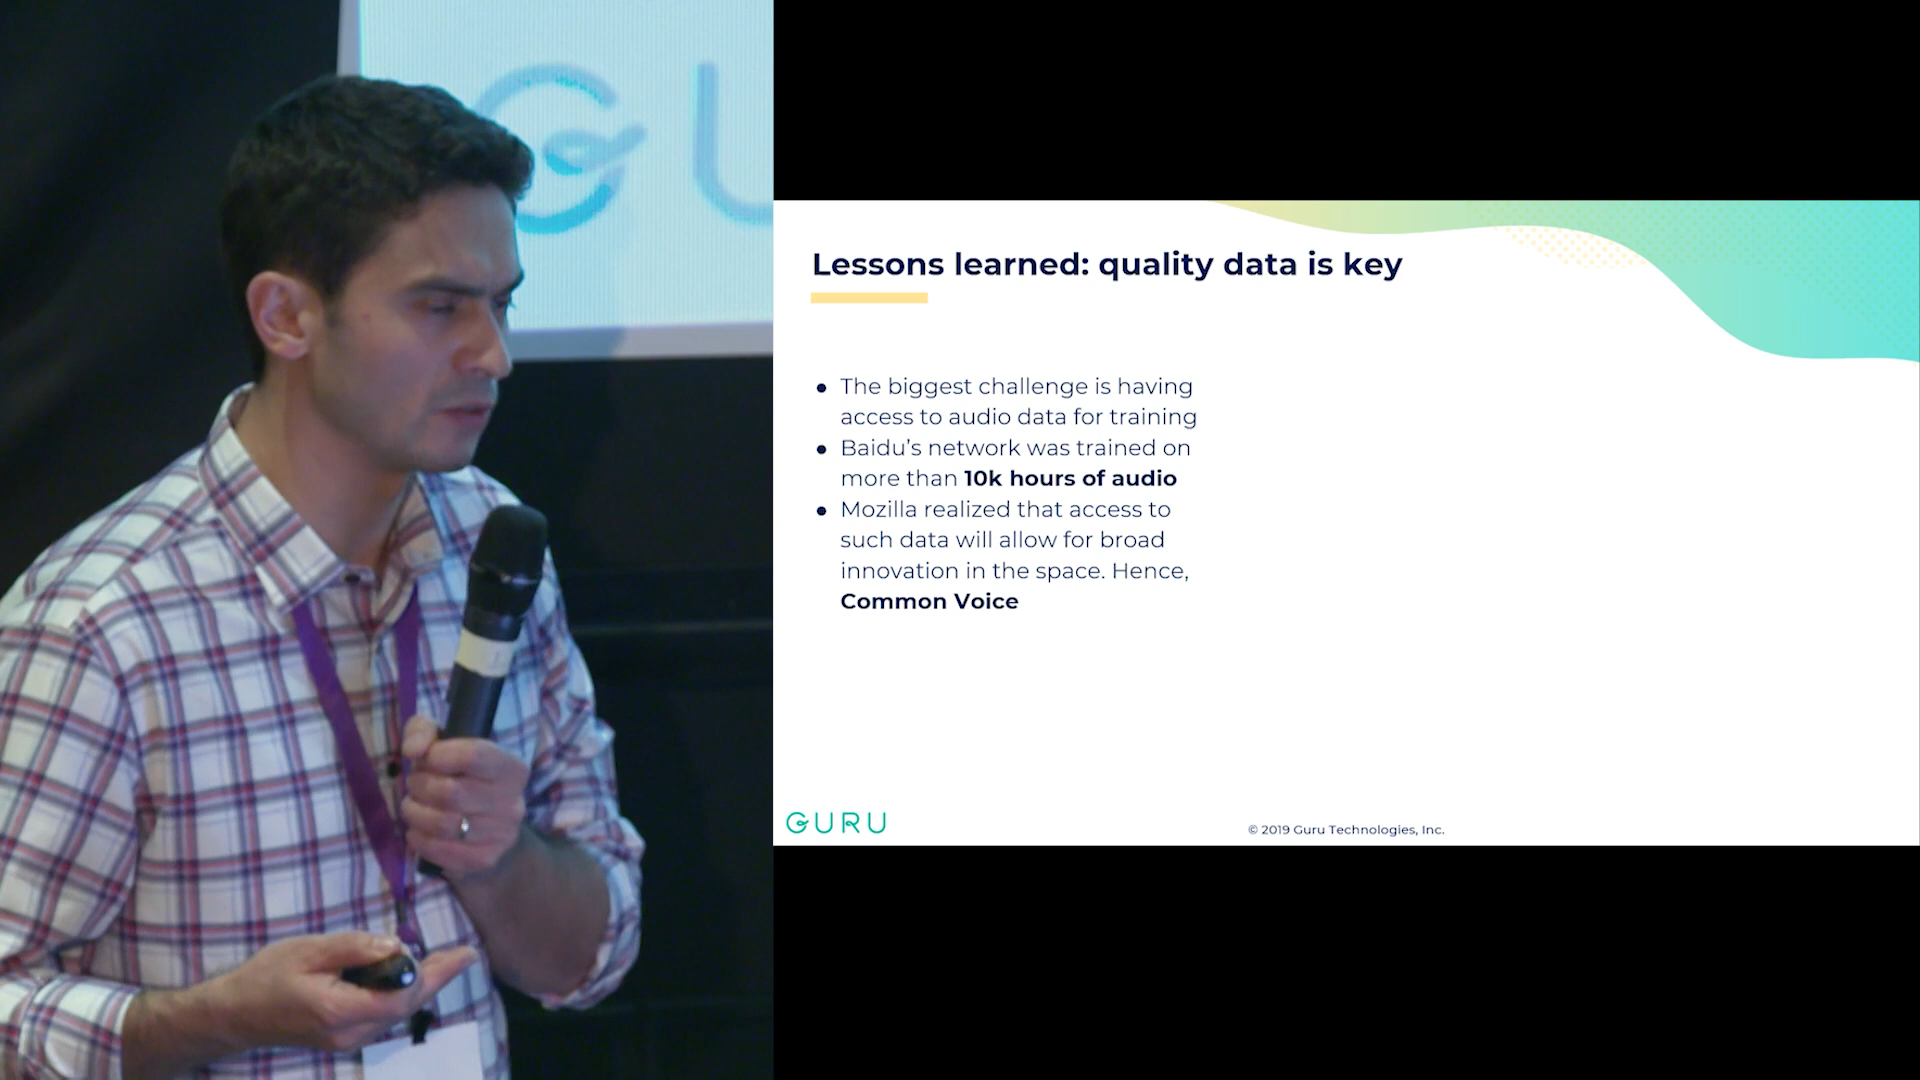 GU
Lessons learned: quality data is key
● The biggest challenge is having
access to audio data for training
● Baidu's network was trained on
more than 10k hours of audio
● Mozilla realized that access to
such data will allow for broad
innovation in the space. Hence,
Common Voice
GURU
© 2019 Guru Technologies, Inc.